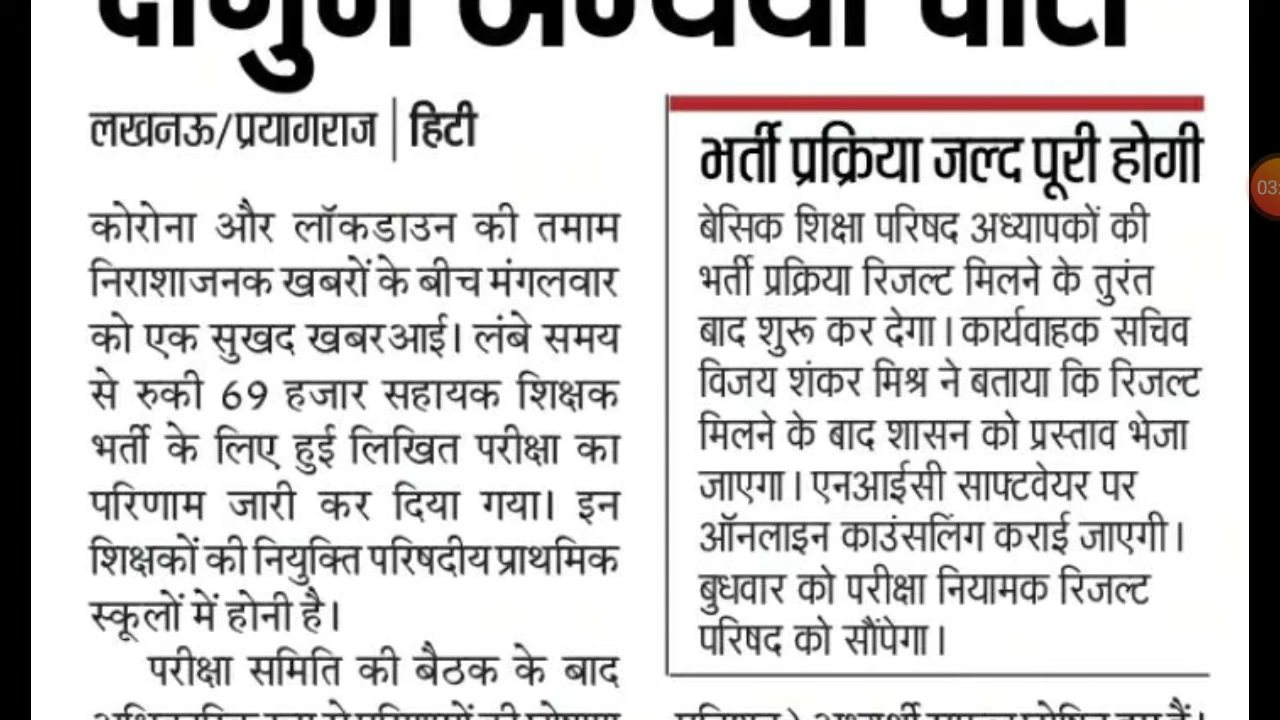 लखनऊ/प्रयागराज | हिटी
कोरोना और लॉकडाउन की तमाम
निराशाजनक खबरों के बीच मंगलवार
को एक सुखद खबरआई। लंबे समय
से रुकी 69 हजार सहायक शिक्षक
भर्ती के लिए हुई लिखित परीक्षा का
परिणाम जारी कर दिया गया। इन
शिक्षकों की नियुक्ति परिषदीय प्राथमिक
स्कूलों में होनी है।
परीक्षा समिति की बैठक के बाद
भर्ती प्रक्रिया जल्द पूरी होगी
बेसिक शिक्षा परिषद अध्यापकों की
भर्ती प्रक्रिया रिजल्ट मिलने के तुरंत
बाद शुरू कर देगा। कार्यवाहक सचिव
विजय शंकर मिश्र ने बताया कि रिजल्ट
मिलने के बाद शासन को प्रस्ताव भेजा
जाएगा। एनआईसी साफ्टवेयर पर
ऑनलाइन काउंसलिंग कराई जाएगी।
बुधवार को परीक्षा नियामक रिजल्ट
परिषद को सौंपेगा।
03: